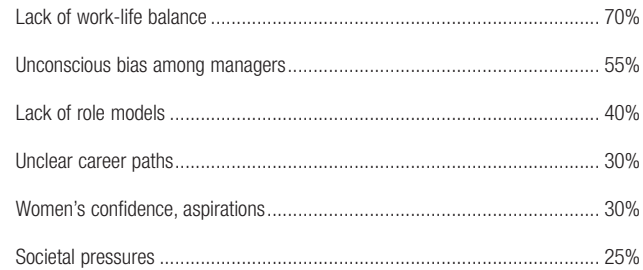 Lack of work-life balance ........................................................................................ 70%
Unconscious bias among managers....................................................................... 55%
Lack of role models ................................................................................................. 40%
Unclear career paths................................................................................................ 30%
Women’s confidence, aspirations............................................................................ 30%
Societal pressures ................................................................................................... 25%